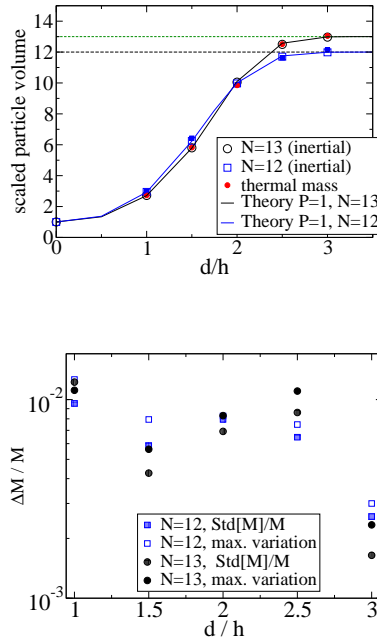 14
12
10
8
6
4
2
0
scaled particle volume
N=13 (inertial)
N=12 (inertial)
thermal mass
Theory P=1, N=13
Theory P=1, N=12
0 1 2 3
d/h
10⁻²
10⁻³
ΔM / M
N=12, Std[M]/M
N=12, max. variation
N=13, Std[M]/M
N=13, max. variation
1 1.5 2 2.5 3
d / h